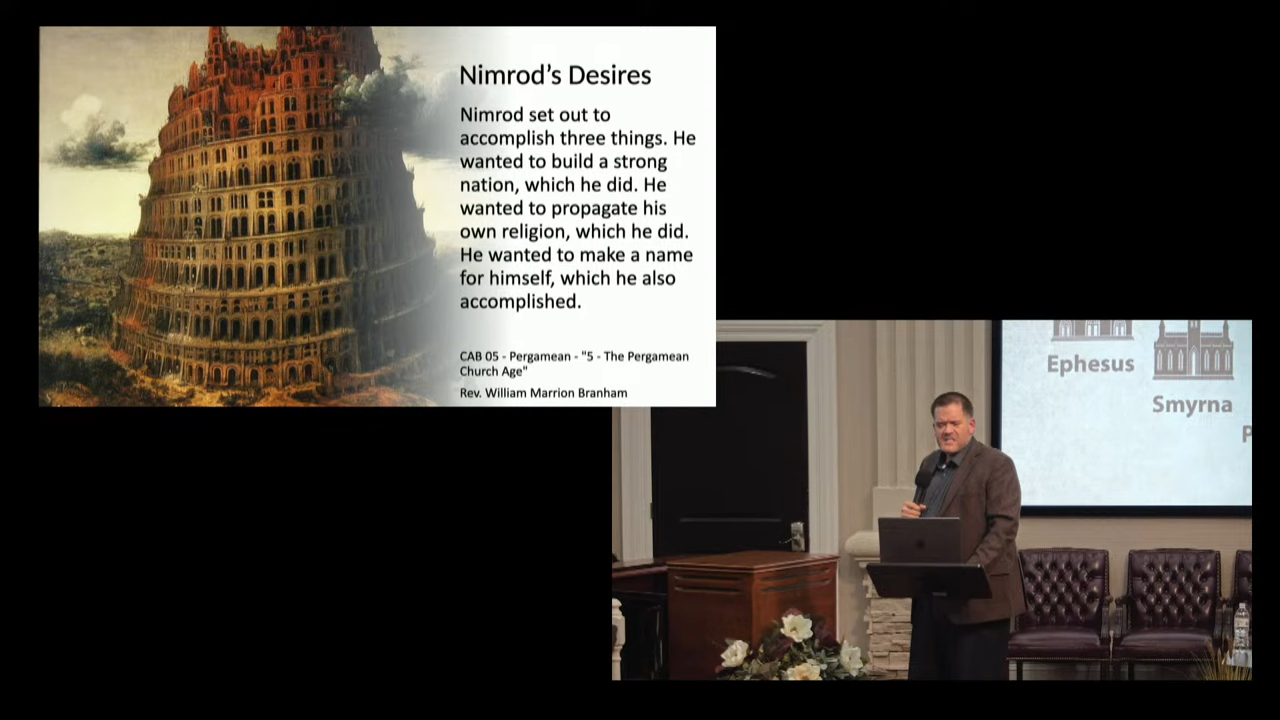 Nimrod's Desires
Nimrod set out to
accomplish three things. He
wanted to build a strong
nation, which he did. He
wanted to propagate his
own religion, which he did.
He wanted to make a name
for himself, which he also
accomplished.
CAB 05 - Pergamean - "5 - The Pergamean
Church Age"
Rev. William Marrion Branham
Ephesus
Smyrna
P